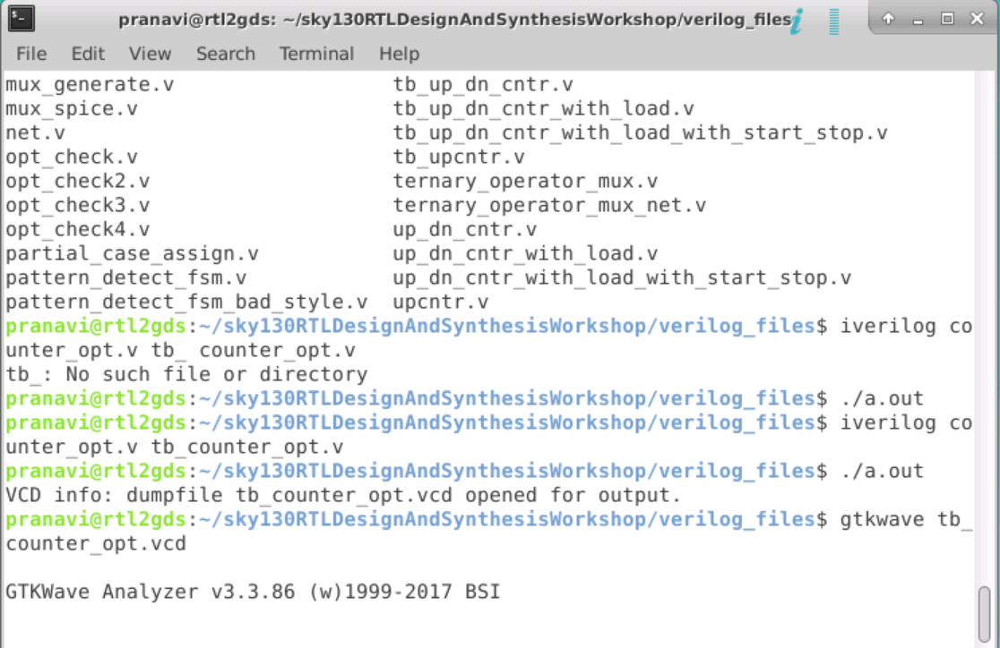 pranavi@rtl2gds: ~/sky130RTLDesignAndSynthesisWorkshop/verilog_files
File Edit View Search Terminal Help
mux_generate.v tb_up_dn_cntr.v
mux_spice.v tb_up_dn_cntr_with_load.v
net.v tb_up_dn_cntr_with_load_with_start_stop.v
opt_check.v tb_upcntr.v
opt_check2.v ternary_operator_mux.v
opt_check3.v ternary_operator_mux_net.v
opt_check4.v up_dn_cntr.v
partial_case_assign.v up_dn_cntr_with_load.v
pattern_detect_fsm.v up_dn_cntr_with_load_with_start_stop.v
pattern_detect_fsm_bad_style.v upcntr.v
pranavi@rtl2gds:~/sky130RTLDesignAndSynthesisWorkshop/verilog_files$ iverilog co
unter_opt.v tb_ counter_opt.v
tb_: No such file or directory
pranavi@rtl2gds:~/sky130RTLDesignAndSynthesisWorkshop/verilog_files$ ./a.out
pranavi@rtl2gds:~/sky130RTLDesignAndSynthesisWorkshop/verilog_files$ iverilog co
unter_opt.v tb_counter_opt.v
pranavi@rtl2gds:~/sky130RTLDesignAndSynthesisWorkshop/verilog_files$ ./a.out
VCD info: dumpfile tb_counter_opt.vcd opened for output.
pranavi@rtl2gds:~/sky130RTLDesignAndSynthesisWorkshop/verilog_files$ gtkwave tb_
counter_opt.vcd
GTKWave Analyzer v3.3.86 (w)1999-2017 BSI